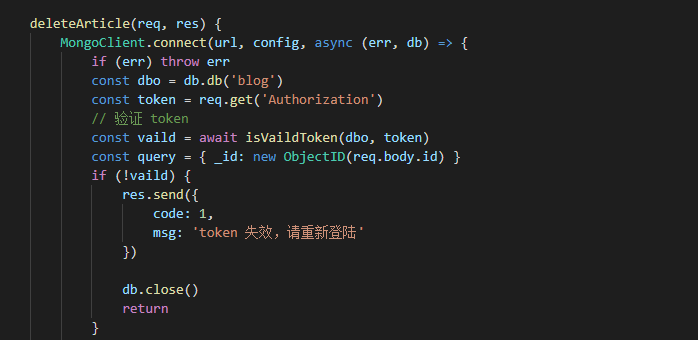 deleteArticle(req, res) {
MongoClient.connect(url, config, async (err, db) => {
if (err) throw err
const dbo = db.db('blog')
const token = req.get('Authorization')
// 验证 token
const vaild = await isVaildToken(dbo, token)
const query = { _id: new ObjectID(req.body.id) }
if (!vaild) {
res.send({
code: 1,
msg: 'token 失效，请重新登陆'
})
db.close()
return
}